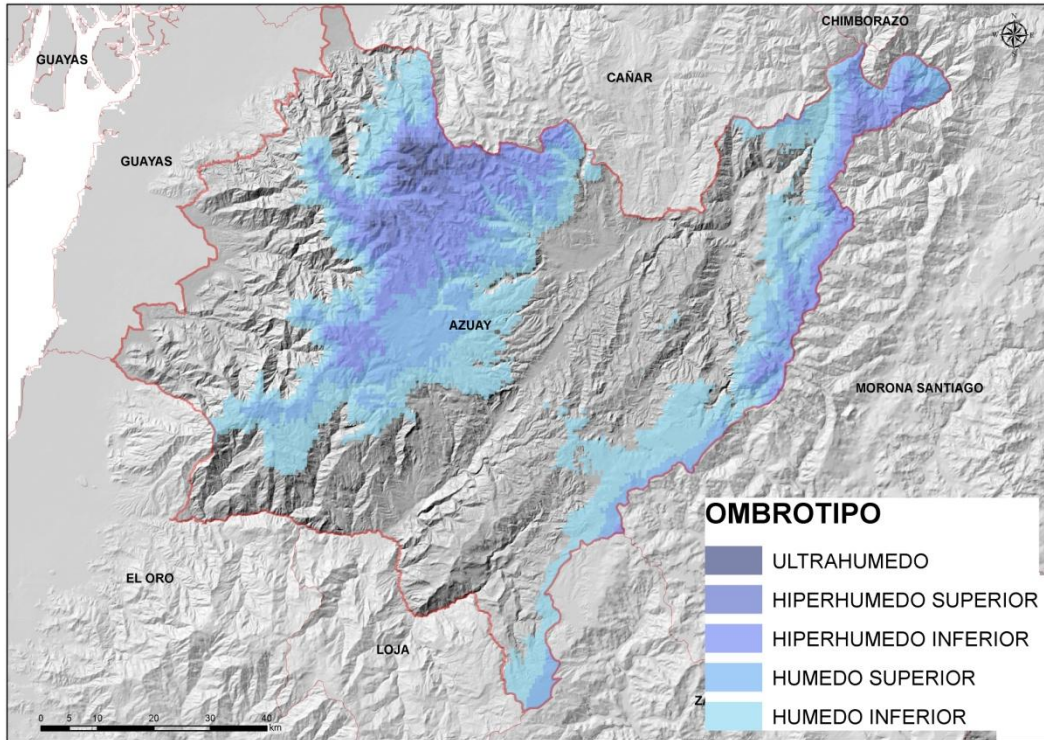 CHIMBORAZO
N
W E
S
GUAYAS
CAÑAR
GUAYAS
AZUAY
MORONA SANTIAGO
EL ORO
LOJA
OMBROTIPO
ULTRAHUMEDO
HIPERHUMEDO SUPERIOR
HIPERHUMEDO INFERIOR
HUMEDO SUPERIOR
HUMEDO INFERIOR
0 5 10 20 30 40
km